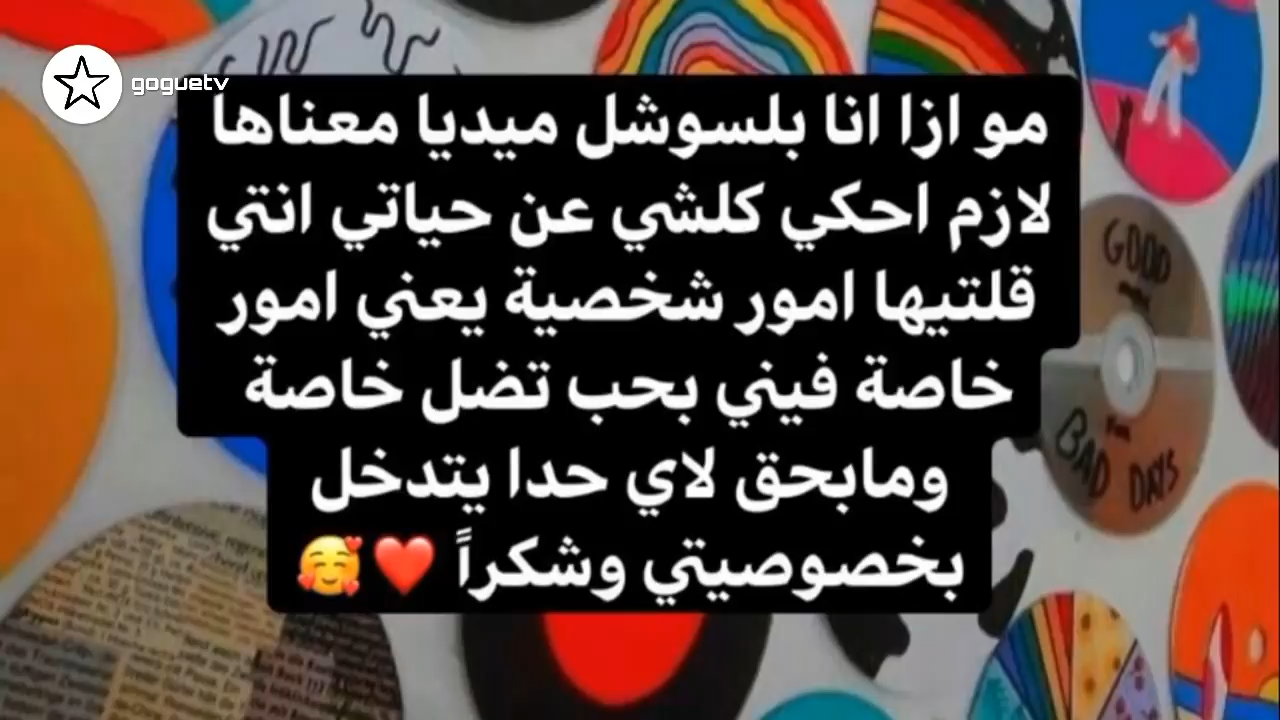 goguetv
مو ازا انا بلسوشل ميديا معناها
لازم احكي كلشي عن حياتي انتي
قلتيها امور شخصية يعني امور
خاصة فيني بحب تضل خاصة
ومابحق لاي حدا يتدخل
بخصوصيتي وشكراً ❤️🥰
GOOD
BAD DAYS